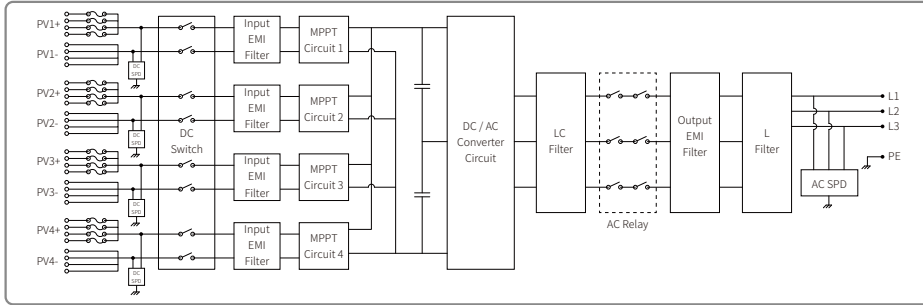 PV1+
PV1-
DC
SPD
PV2+
PV2-
DC
SPD
PV3+
PV3-
DC
SPD
PV4+
PV4-
DC
SPD
DC
Switch
Input
EMI
Filter
MPPT
Circuit 1
Input
EMI
Filter
MPPT
Circuit 2
Input
EMI
Filter
MPPT
Circuit 3
Input
EMI
Filter
MPPT
Circuit 4
DC / AC
Converter
Circuit
LC
Filter
AC Relay
Output
EMI
Filter
L
Filter
L1
L2
L3
PE
AC SPD